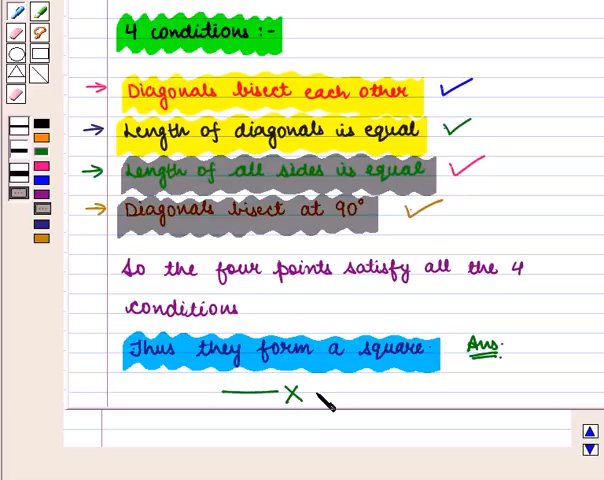 4 conditions :-
→ Diagonals bisect each other ✓
→ Length of diagonals is equal ✓
→ Length of all sides is equal ✓
→ Diagonals bisect at 90° ✓
So the four points satisfy all the 4
conditions
Thus they form a square. Ans.
—— X